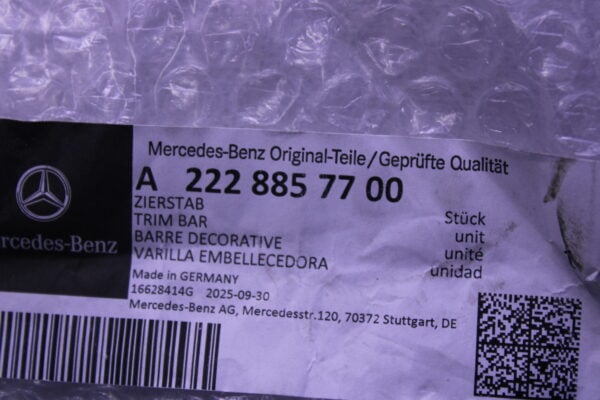 Mercedes-Benz Original-Teile/Geprüfte Qualität
A 222 885 77 00
ZIERSTAB
TRIM BAR
BARRE DECORATIVE
VARILLA EMBELLECEDORA
Stück
unit
unité
unidad
rcedes-Benz
Made in GERMANY
16628414G 2025-09-30
Mercedes-Benz AG, Mercedesstr.120, 70372 Stuttgart, DE